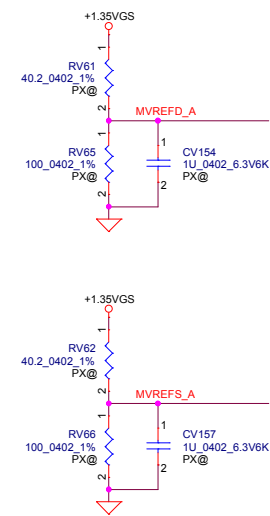 +1.35VGS
1
RV61
40.2_0402_1%
PX@
2
MVREFD_A
1
RV65
100_0402_1%
PX@
2
1
CV154
1U_0402_6.3V6K
PX@
2
+1.35VGS
1
RV62
40.2_0402_1%
PX@
2
MVREFS_A
1
RV66
100_0402_1%
PX@
2
1
CV157
1U_0402_6.3V6K
PX@
2